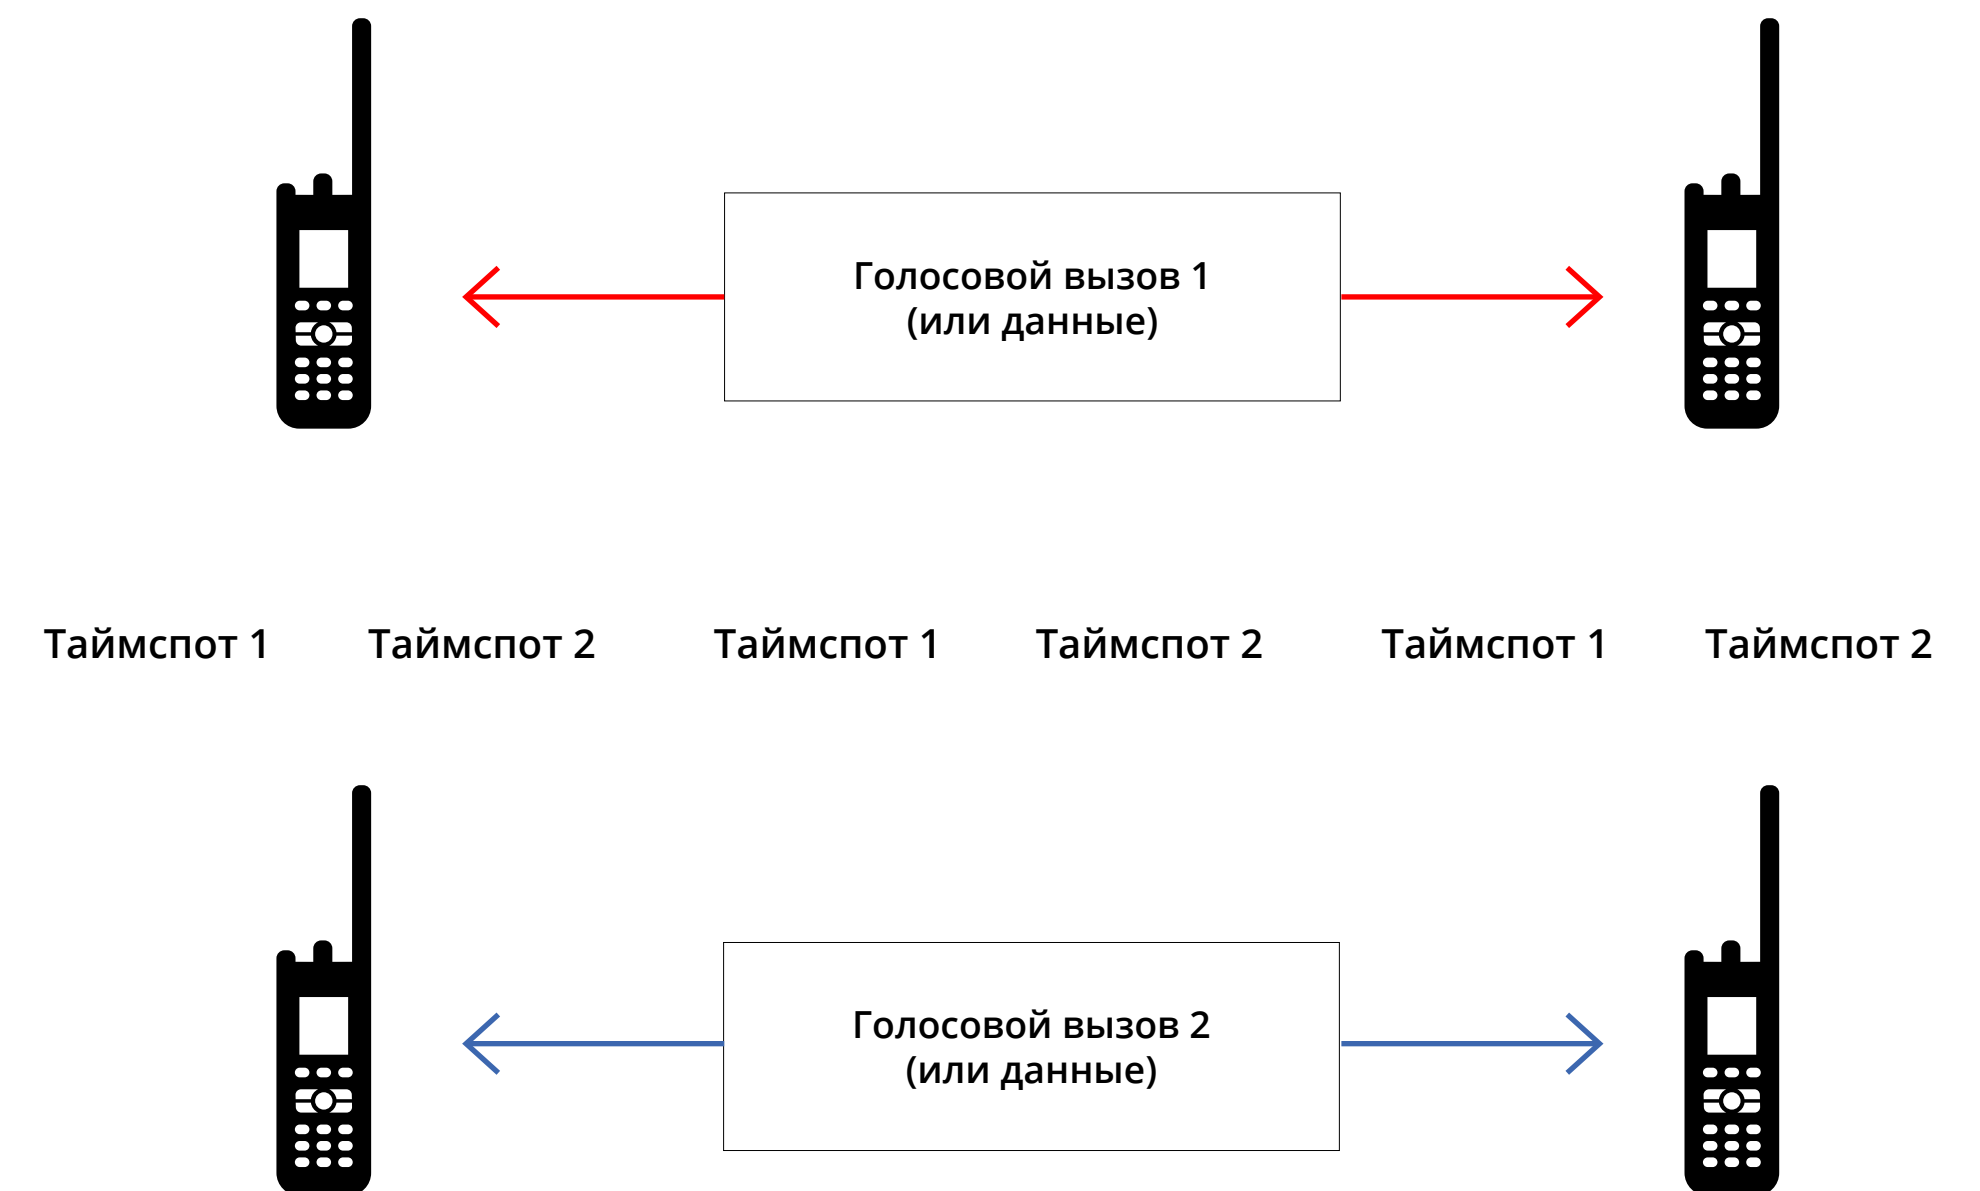 Голосовой вызов 1
(или данные)
Таймспот 1 Таймспот 2 Таймспот 1 Таймспот 2 Таймспот 1 Таймспот 2
Голосовой вызов 2
(или данные)